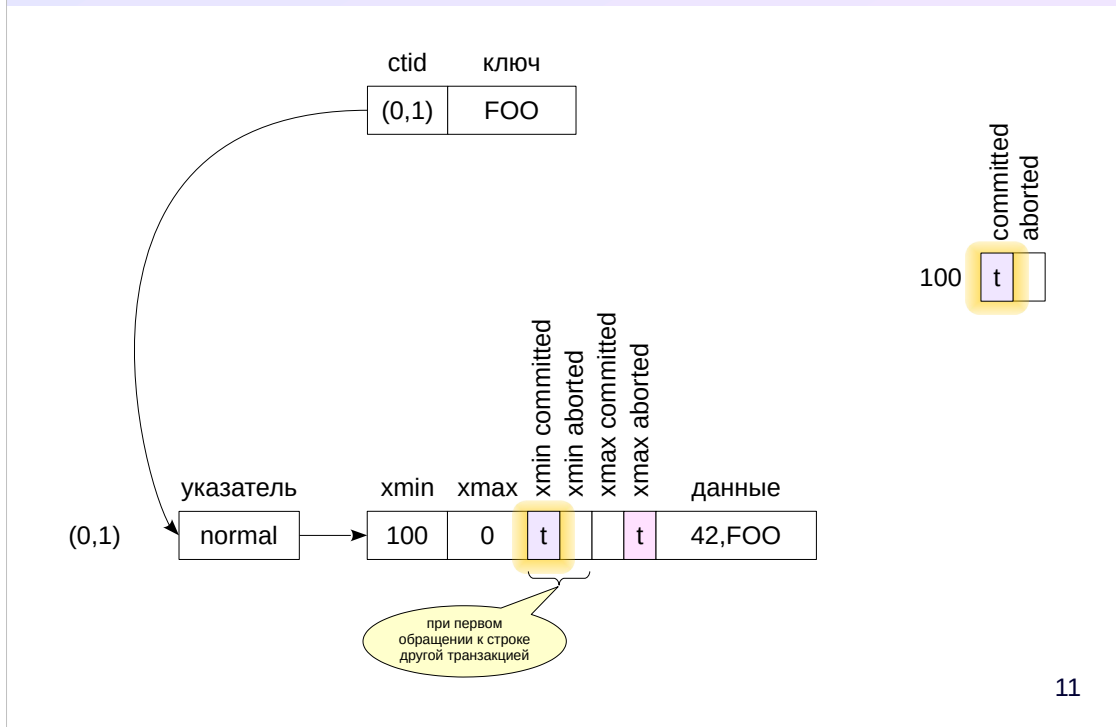 ctid ключ
(0,1) FOO
committed
aborted
100 t
xmin committed
xmin aborted
xmax committed
xmax aborted
указатель xmin xmax данные
(0,1) normal 100 0 t t 42,FOO
при первом
обращении к строке
другой транзакцией
11